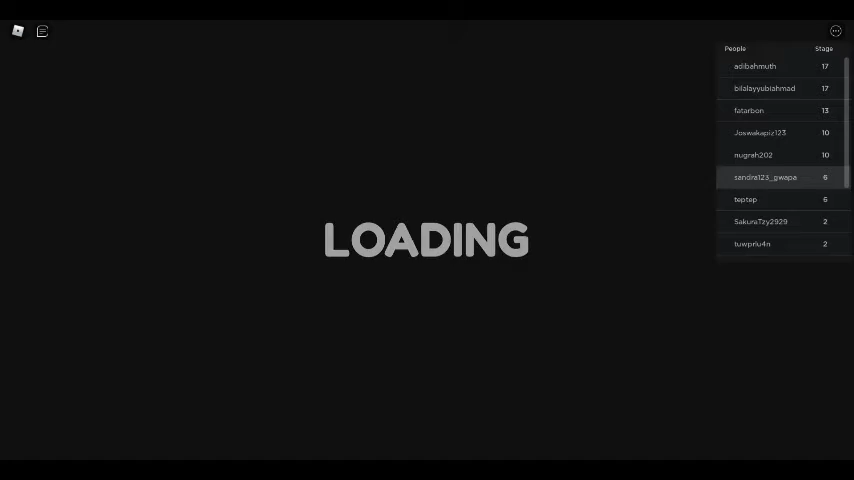 People Stage
adibahmuth 17
bilalayyubiahmad 17
fatarbon 13
Joswakapiz123 10
nugrah202 10
sandra123_gwapa 6
teptep 6
SakuraTzy2929 2
tuwprlu4n 2
LOADING